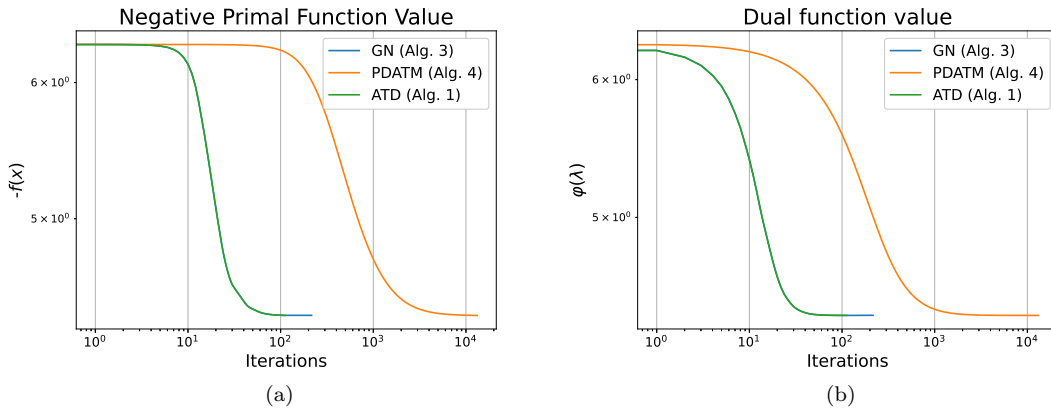 Negative Primal Function Value
GN (Alg. 3)
PDATM (Alg. 4)
ATD (Alg. 1)
6 × 10⁰
5 × 10⁰
-f(x)
10⁰ 10¹ 10² 10³ 10⁴
Iterations
(a)
Dual function value
GN (Alg. 3)
PDATM (Alg. 4)
ATD (Alg. 1)
6 × 10⁰
5 × 10⁰
φ(λ)
10⁰ 10¹ 10² 10³ 10⁴
Iterations
(b)